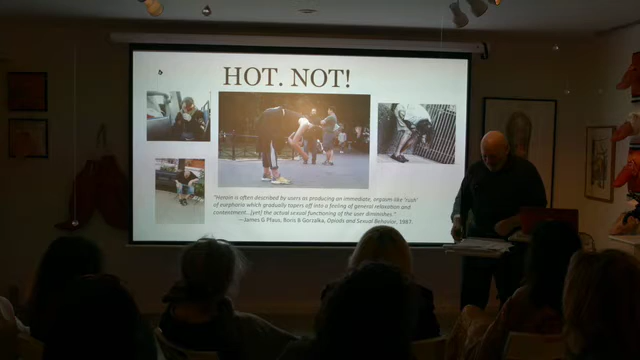 HOT. NOT!
"Heroin is often described by users as producing an immediate, orgasm-like 'rush'
of euphoria which gradually tapers off into a feeling of general relaxation and
contentment...[yet] the actual sexual functioning of the user diminishes."
—James G Pfaus, Boris B Gorzalka, Opioids and Sexual Behavior, 1987.